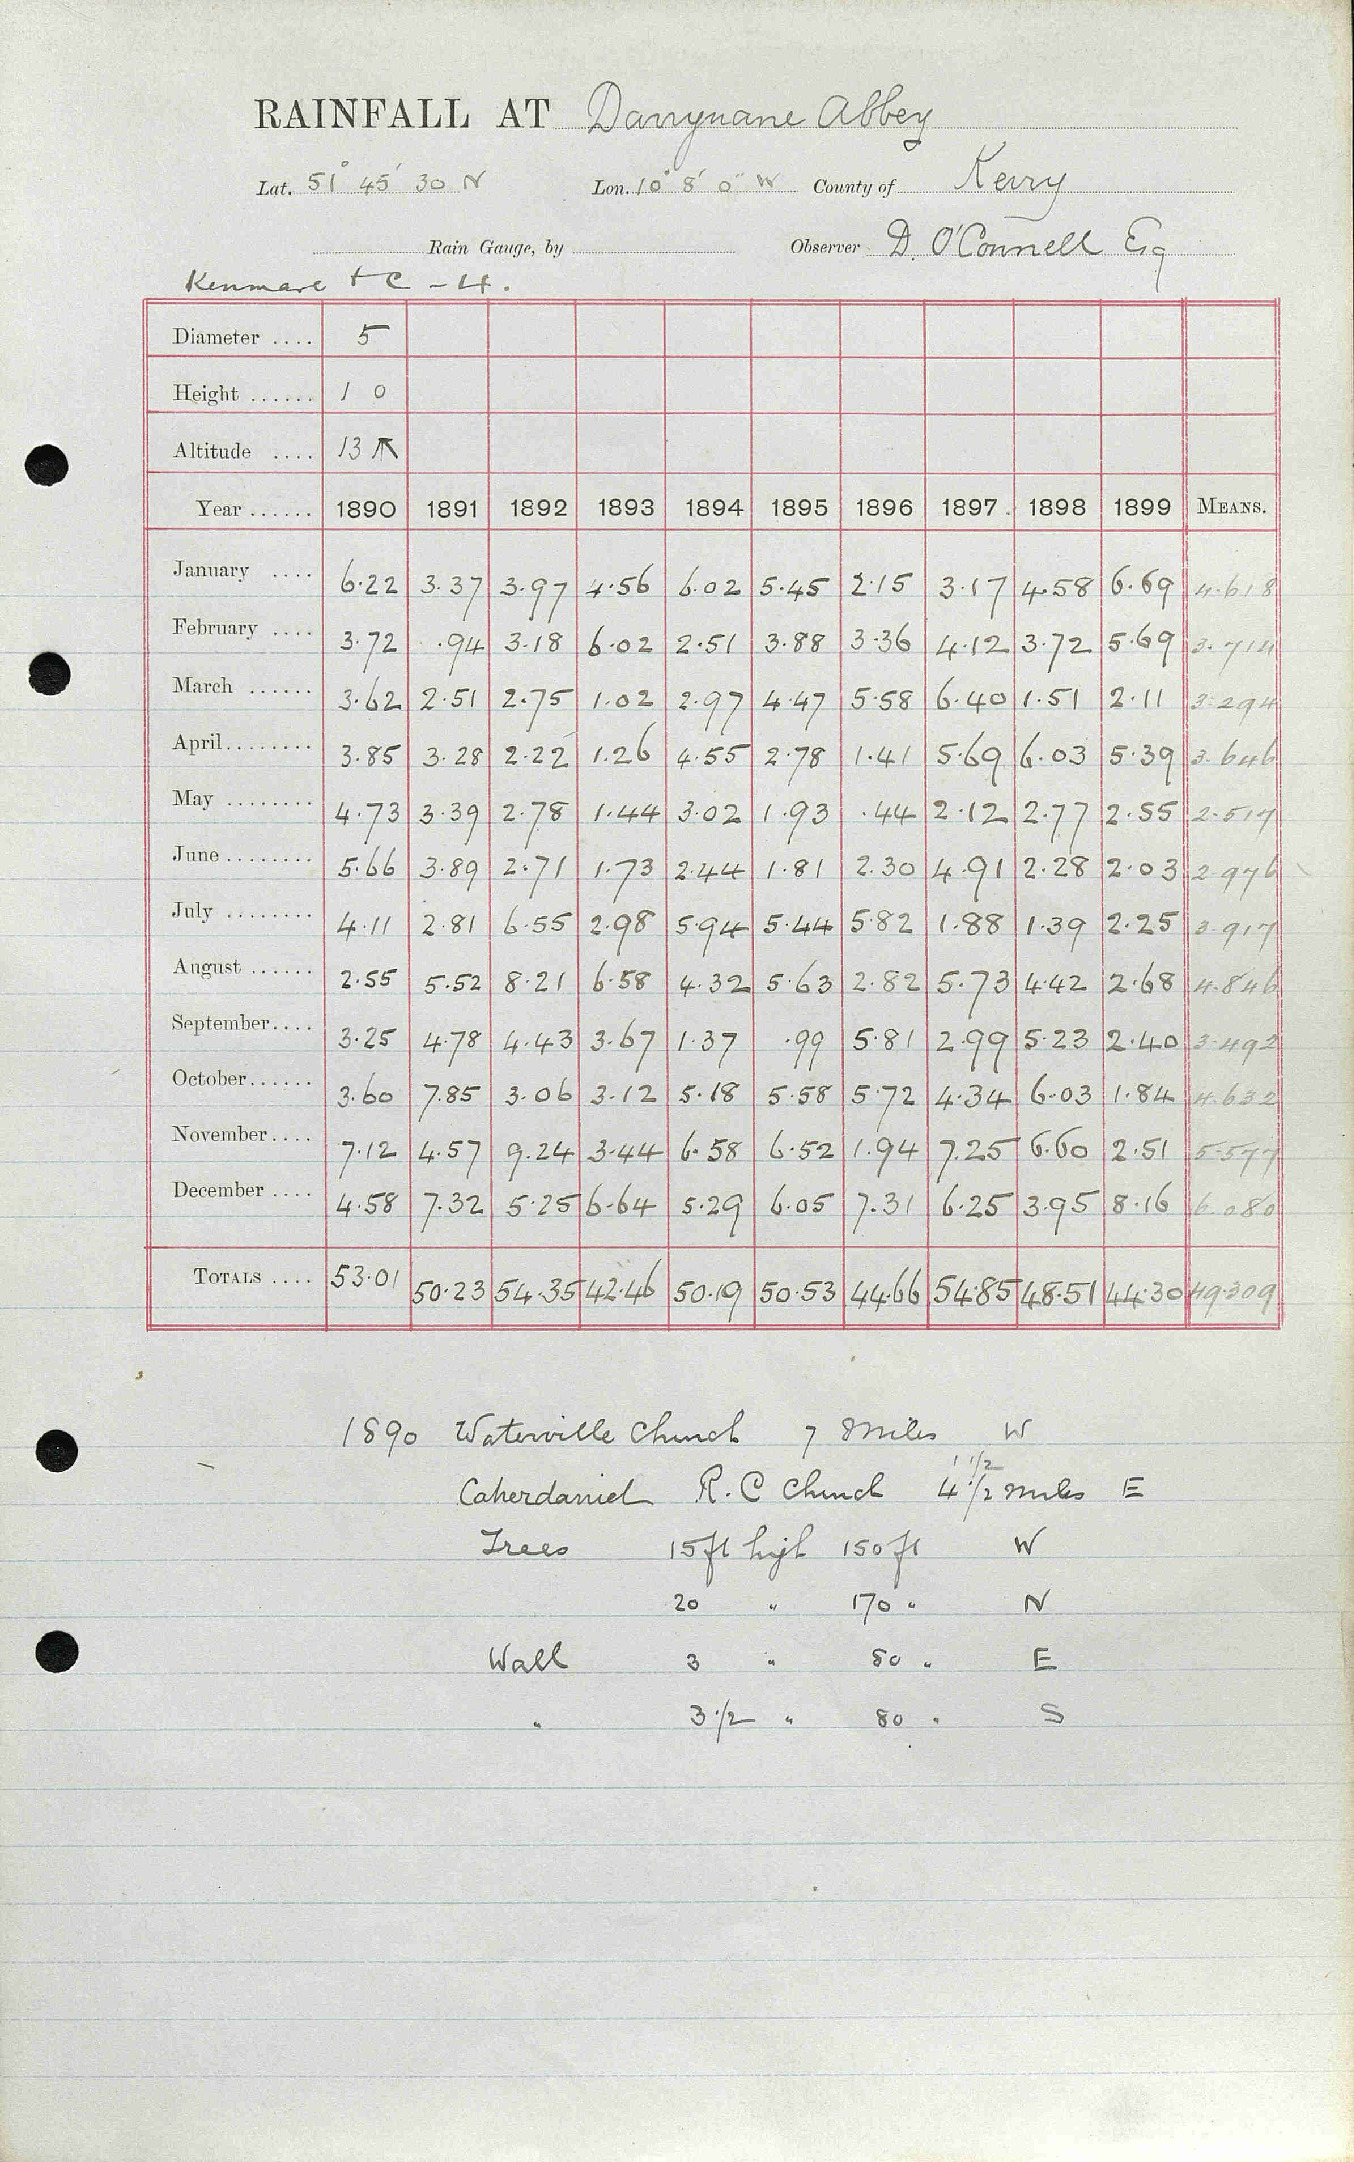 RAINFALL AT Darrynane Abbey
Lat. 51° 45' 30 N Lon. 10° 8' 0" W County of Kerry
Rain Gauge, by Observer D. O'Connell Esq
Kenmare + C - 4.
Diameter .... 5
Height ...... 1 0
Altitude .... 13
Year ...... 1890 1891 1892 1893 1894 1895 1896 1897 1898 1899 MEANS.
January .... 6.22 3.37 3.97 4.56 6.02 5.45 2.15 3.17 4.58 6.69 4.618
February .... 3.72 .94 3.18 6.02 2.51 3.88 3.36 4.12 3.72 5.69 3.714
March ...... 3.62 2.51 2.75 1.02 2.97 4.47 5.58 6.40 1.51 2.11 3.294
April........ 3.85 3.28 2.22 1.26 4.55 2.78 1.41 5.69 6.03 5.39 3.646
May ........ 4.73 3.39 2.78 1.44 3.02 1.93 .44 2.12 2.77 2.55 2.517
June ........ 5.66 3.89 2.71 1.73 2.44 1.81 2.30 4.91 2.28 2.03 2.976
July ........ 4.11 2.81 6.55 2.98 5.94 5.44 5.82 1.88 1.39 2.25 3.917
August ...... 2.55 5.52 8.21 6.58 4.32 5.63 2.82 5.73 4.42 2.68 4.846
September.... 3.25 4.78 4.43 3.67 1.37 .99 5.81 2.99 5.23 2.40 3.492
October...... 3.60 7.85 3.06 3.12 5.18 5.58 5.72 4.34 6.03 1.84 4.632
November.... 7.12 4.57 9.24 3.44 6.58 6.52 1.94 7.25 6.60 2.51 5.577
December .... 4.58 7.32 5.25 6.64 5.29 6.05 7.31 6.25 3.95 8.16 6.080
TOTALS .... 53.01 50.23 54.35 42.46 50.19 50.53 44.66 54.85 48.51 44.30 49.309
1890 Waterville Church 7 Miles W
1 1/2
Caherdaniel R.C Church 4 1/2 miles E
Trees 15 ft high 150 ft W
20 " 170 " N
Wall 3 " 80 " E
" 3 1/2 " 80 " S